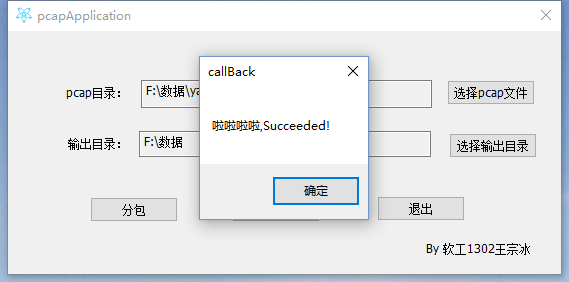 pcapApplication
callBack
pcap目录：
F:\数据\ya
选择pcap文件
啦啦啦啦,Succeeded!
输出目录：
F:\数据
选择输出目录
确定
分包
退出
By 软工1302王宗冰